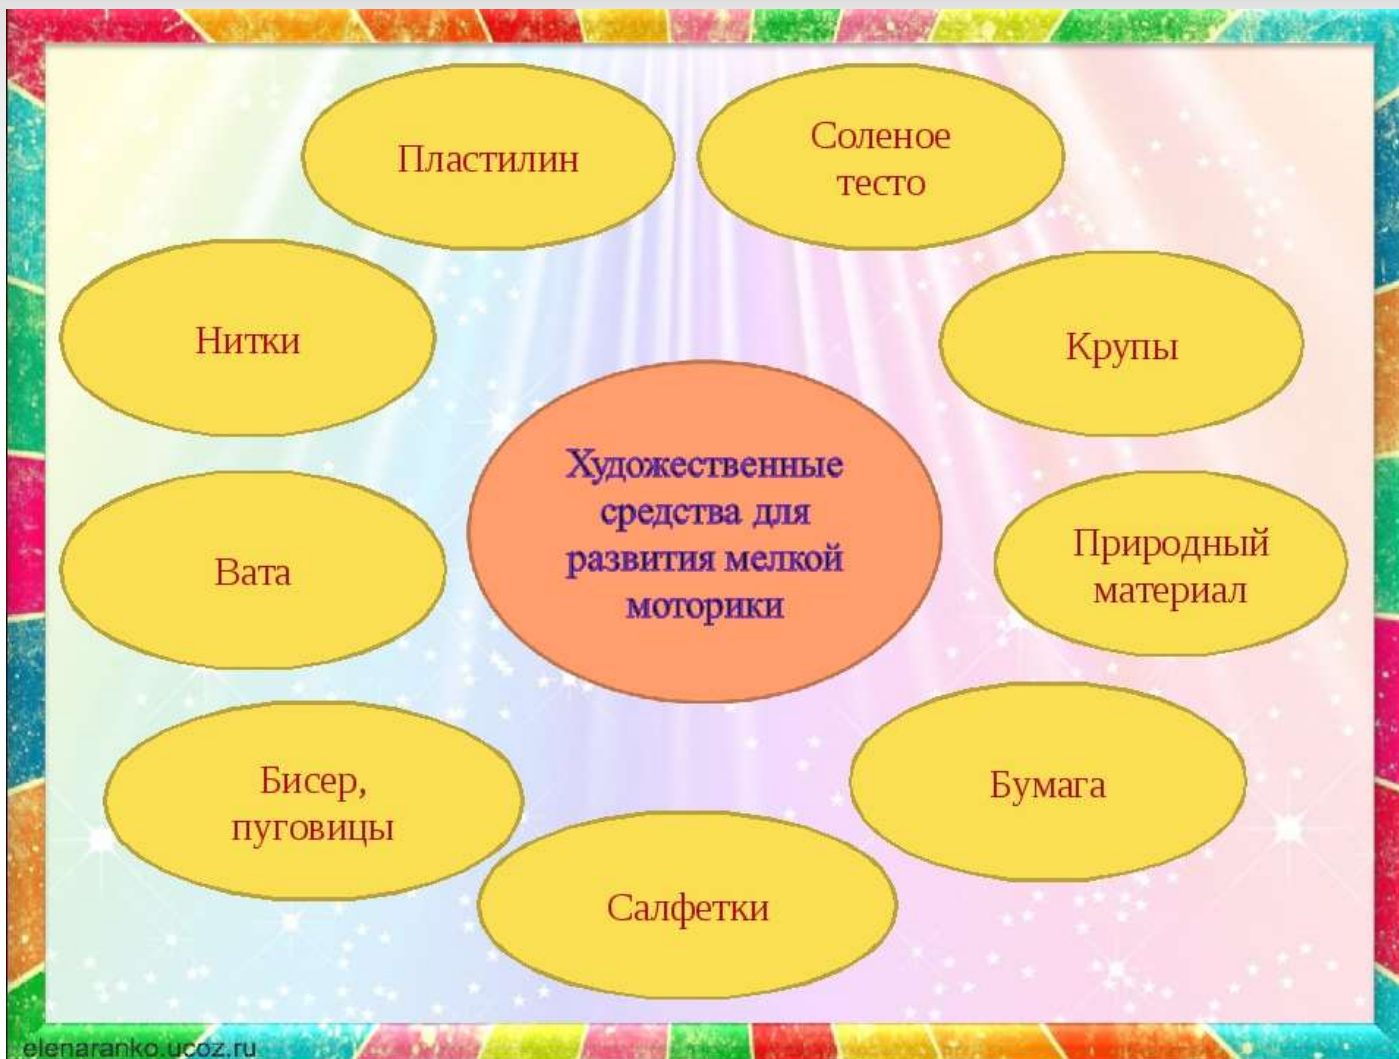 Пластилин
Соленое
тесто
Нитки
Крупы
Художественные
средства для
развития мелкой
моторики
Вата
Природный
материал
Бисер,
пуговицы
Бумага
Салфетки
elenaranko.ucoz.ru